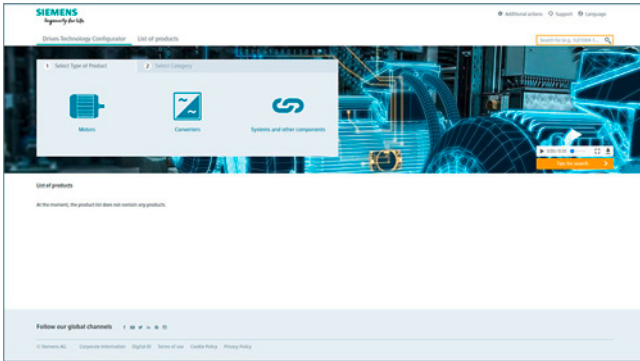 SIEMENS
Ingenuity for life
Additional actions Support Language
Drives Technology Configurator List of products
1 Select Type of Product 2 Select Category
Motors Converters Systems and other components
Tips for search
List of products
At the moment, the product list does not contain any products.
Follow our global channels
© Siemens AG Corporate Information Digital ID Terms of use Cookie Policy Privacy Policy